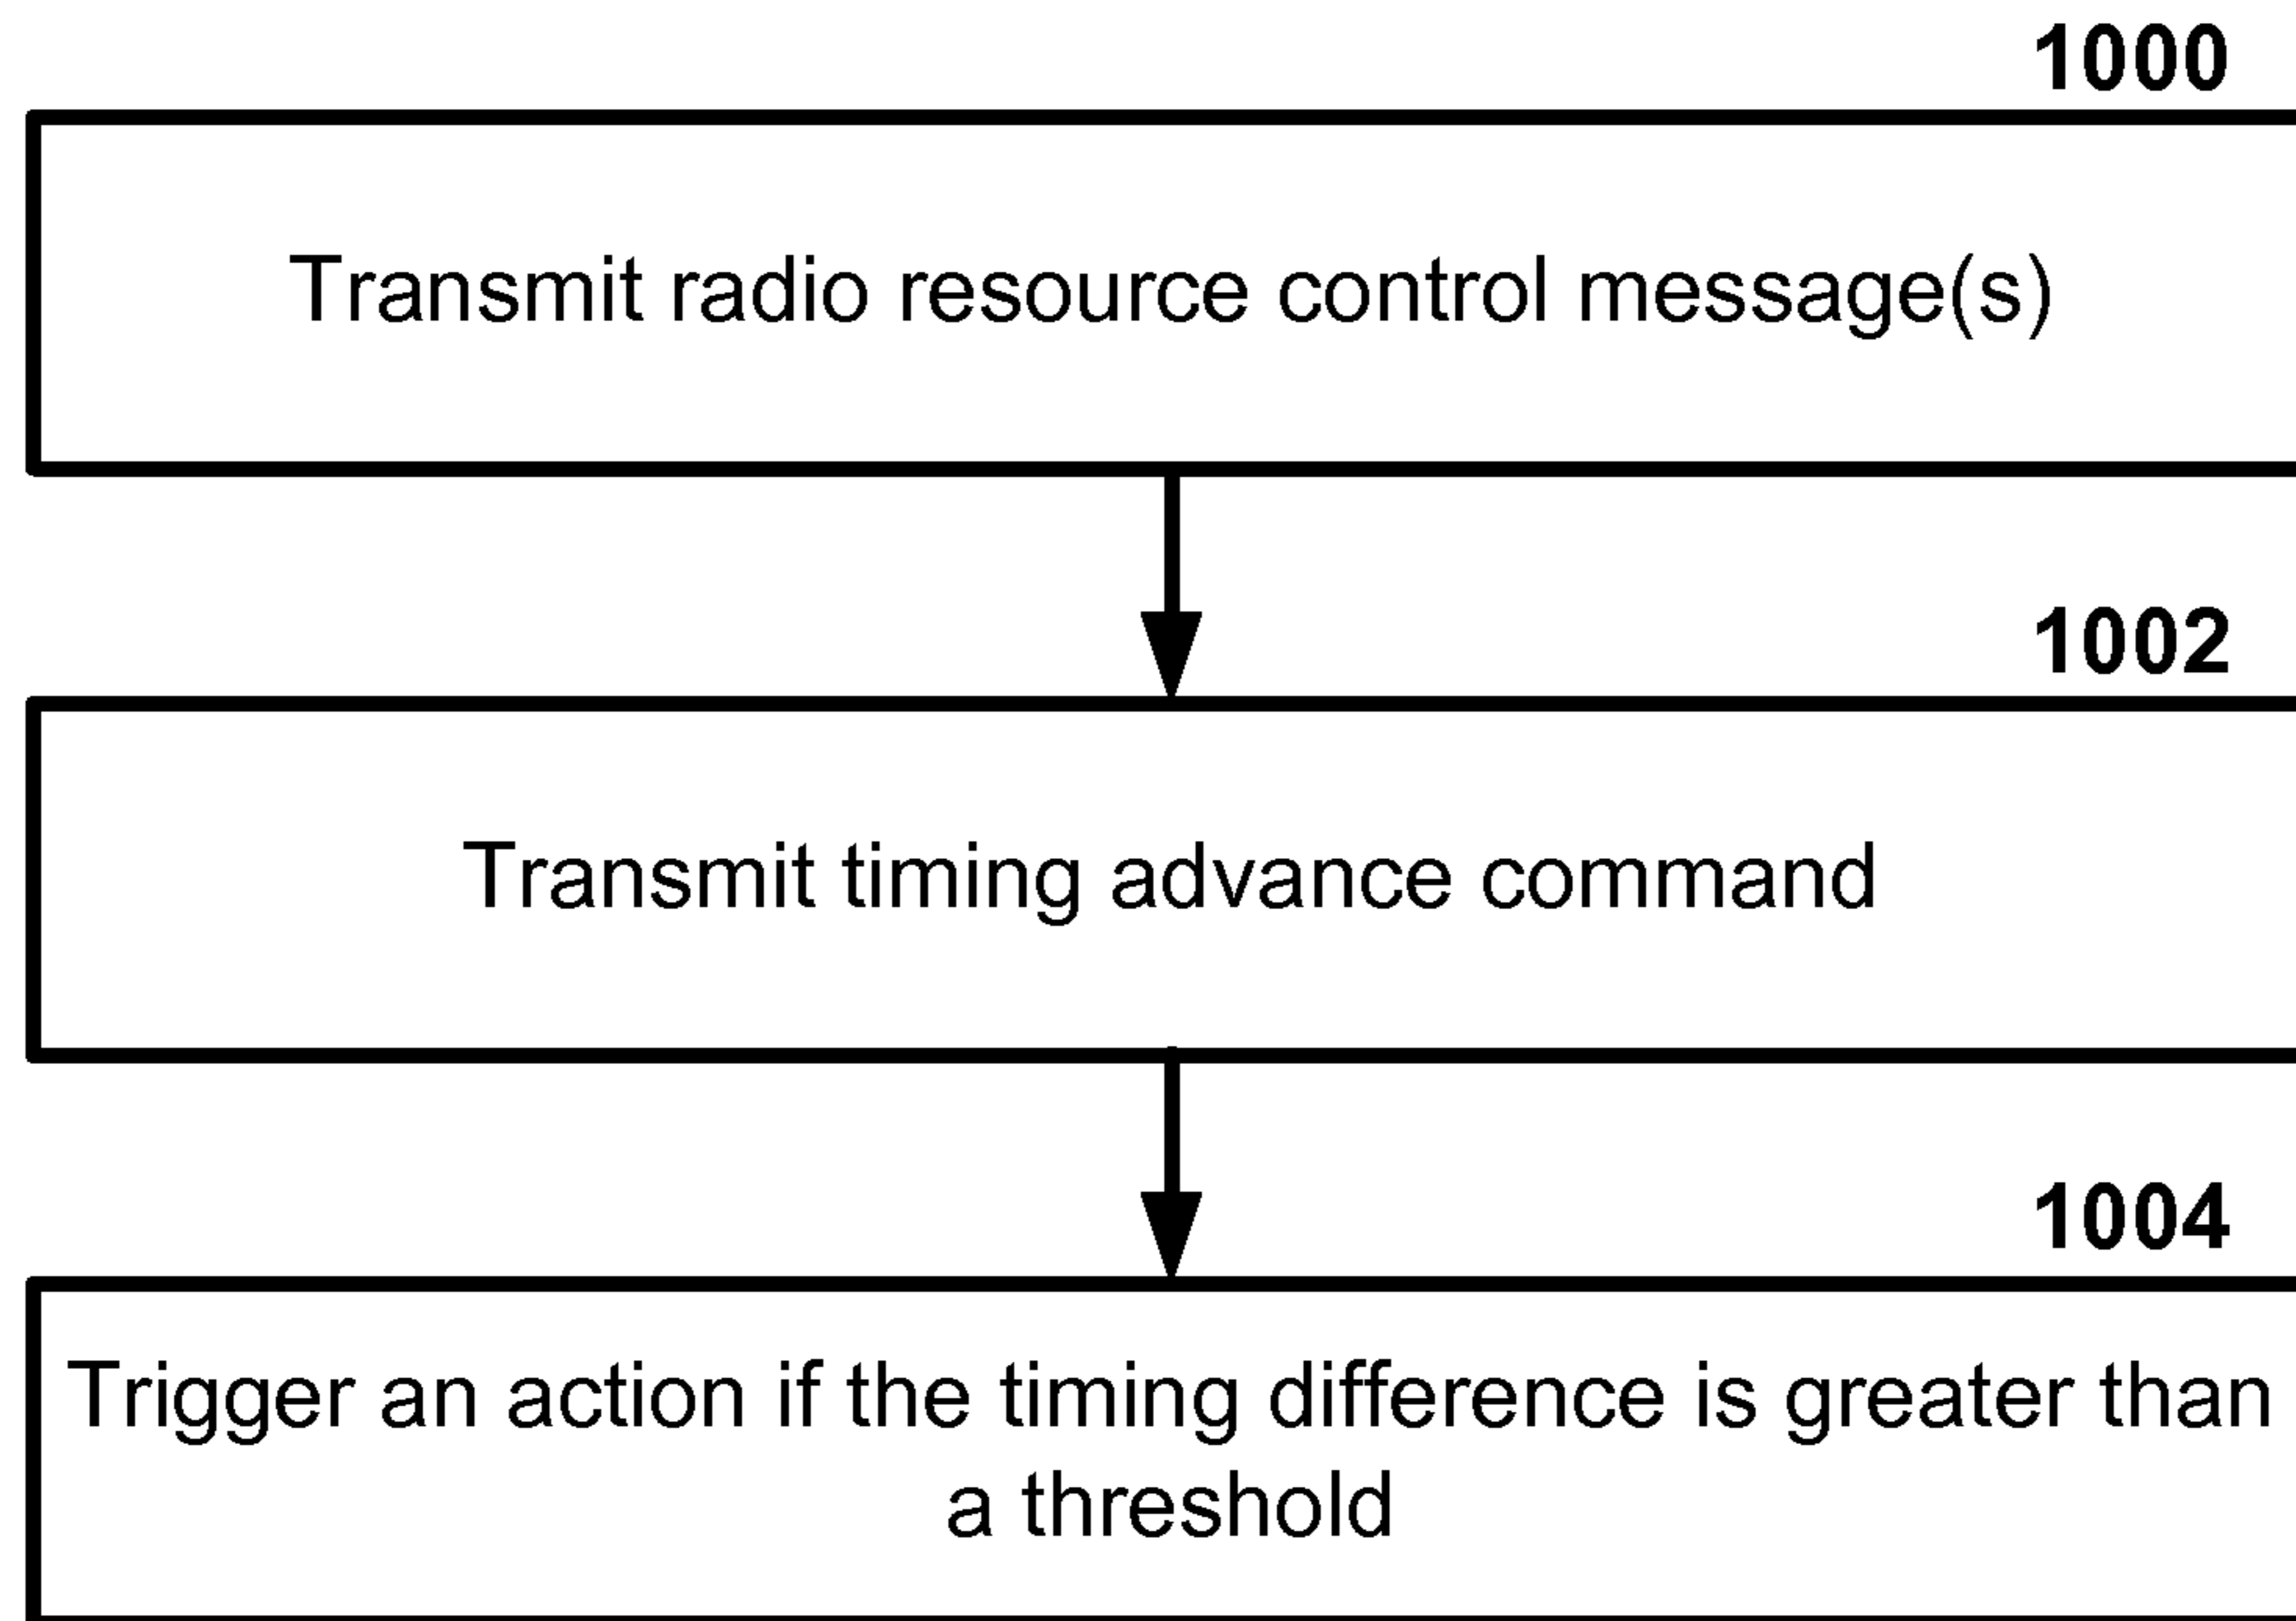 1000
Transmit radio resource control message(s)
1002
Transmit timing advance command
1004
Trigger an action if the timing difference is greater than
a threshold